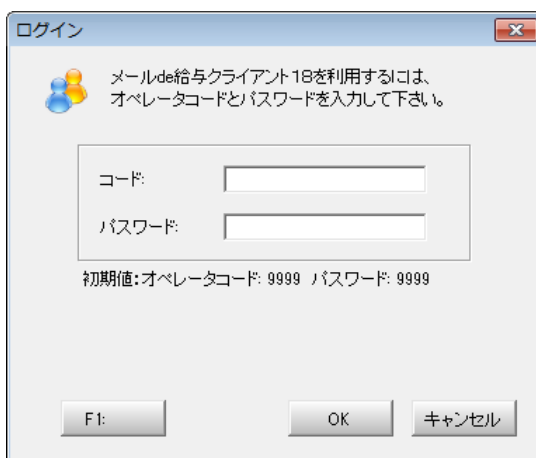 ログイン
メールde給与クライアント18を利用するには、
オペレータコードとパスワードを入力して下さい。
コード:
パスワード:
初期値:オペレータコード: 9999 パスワード: 9999
F1:
OK
キャンセル